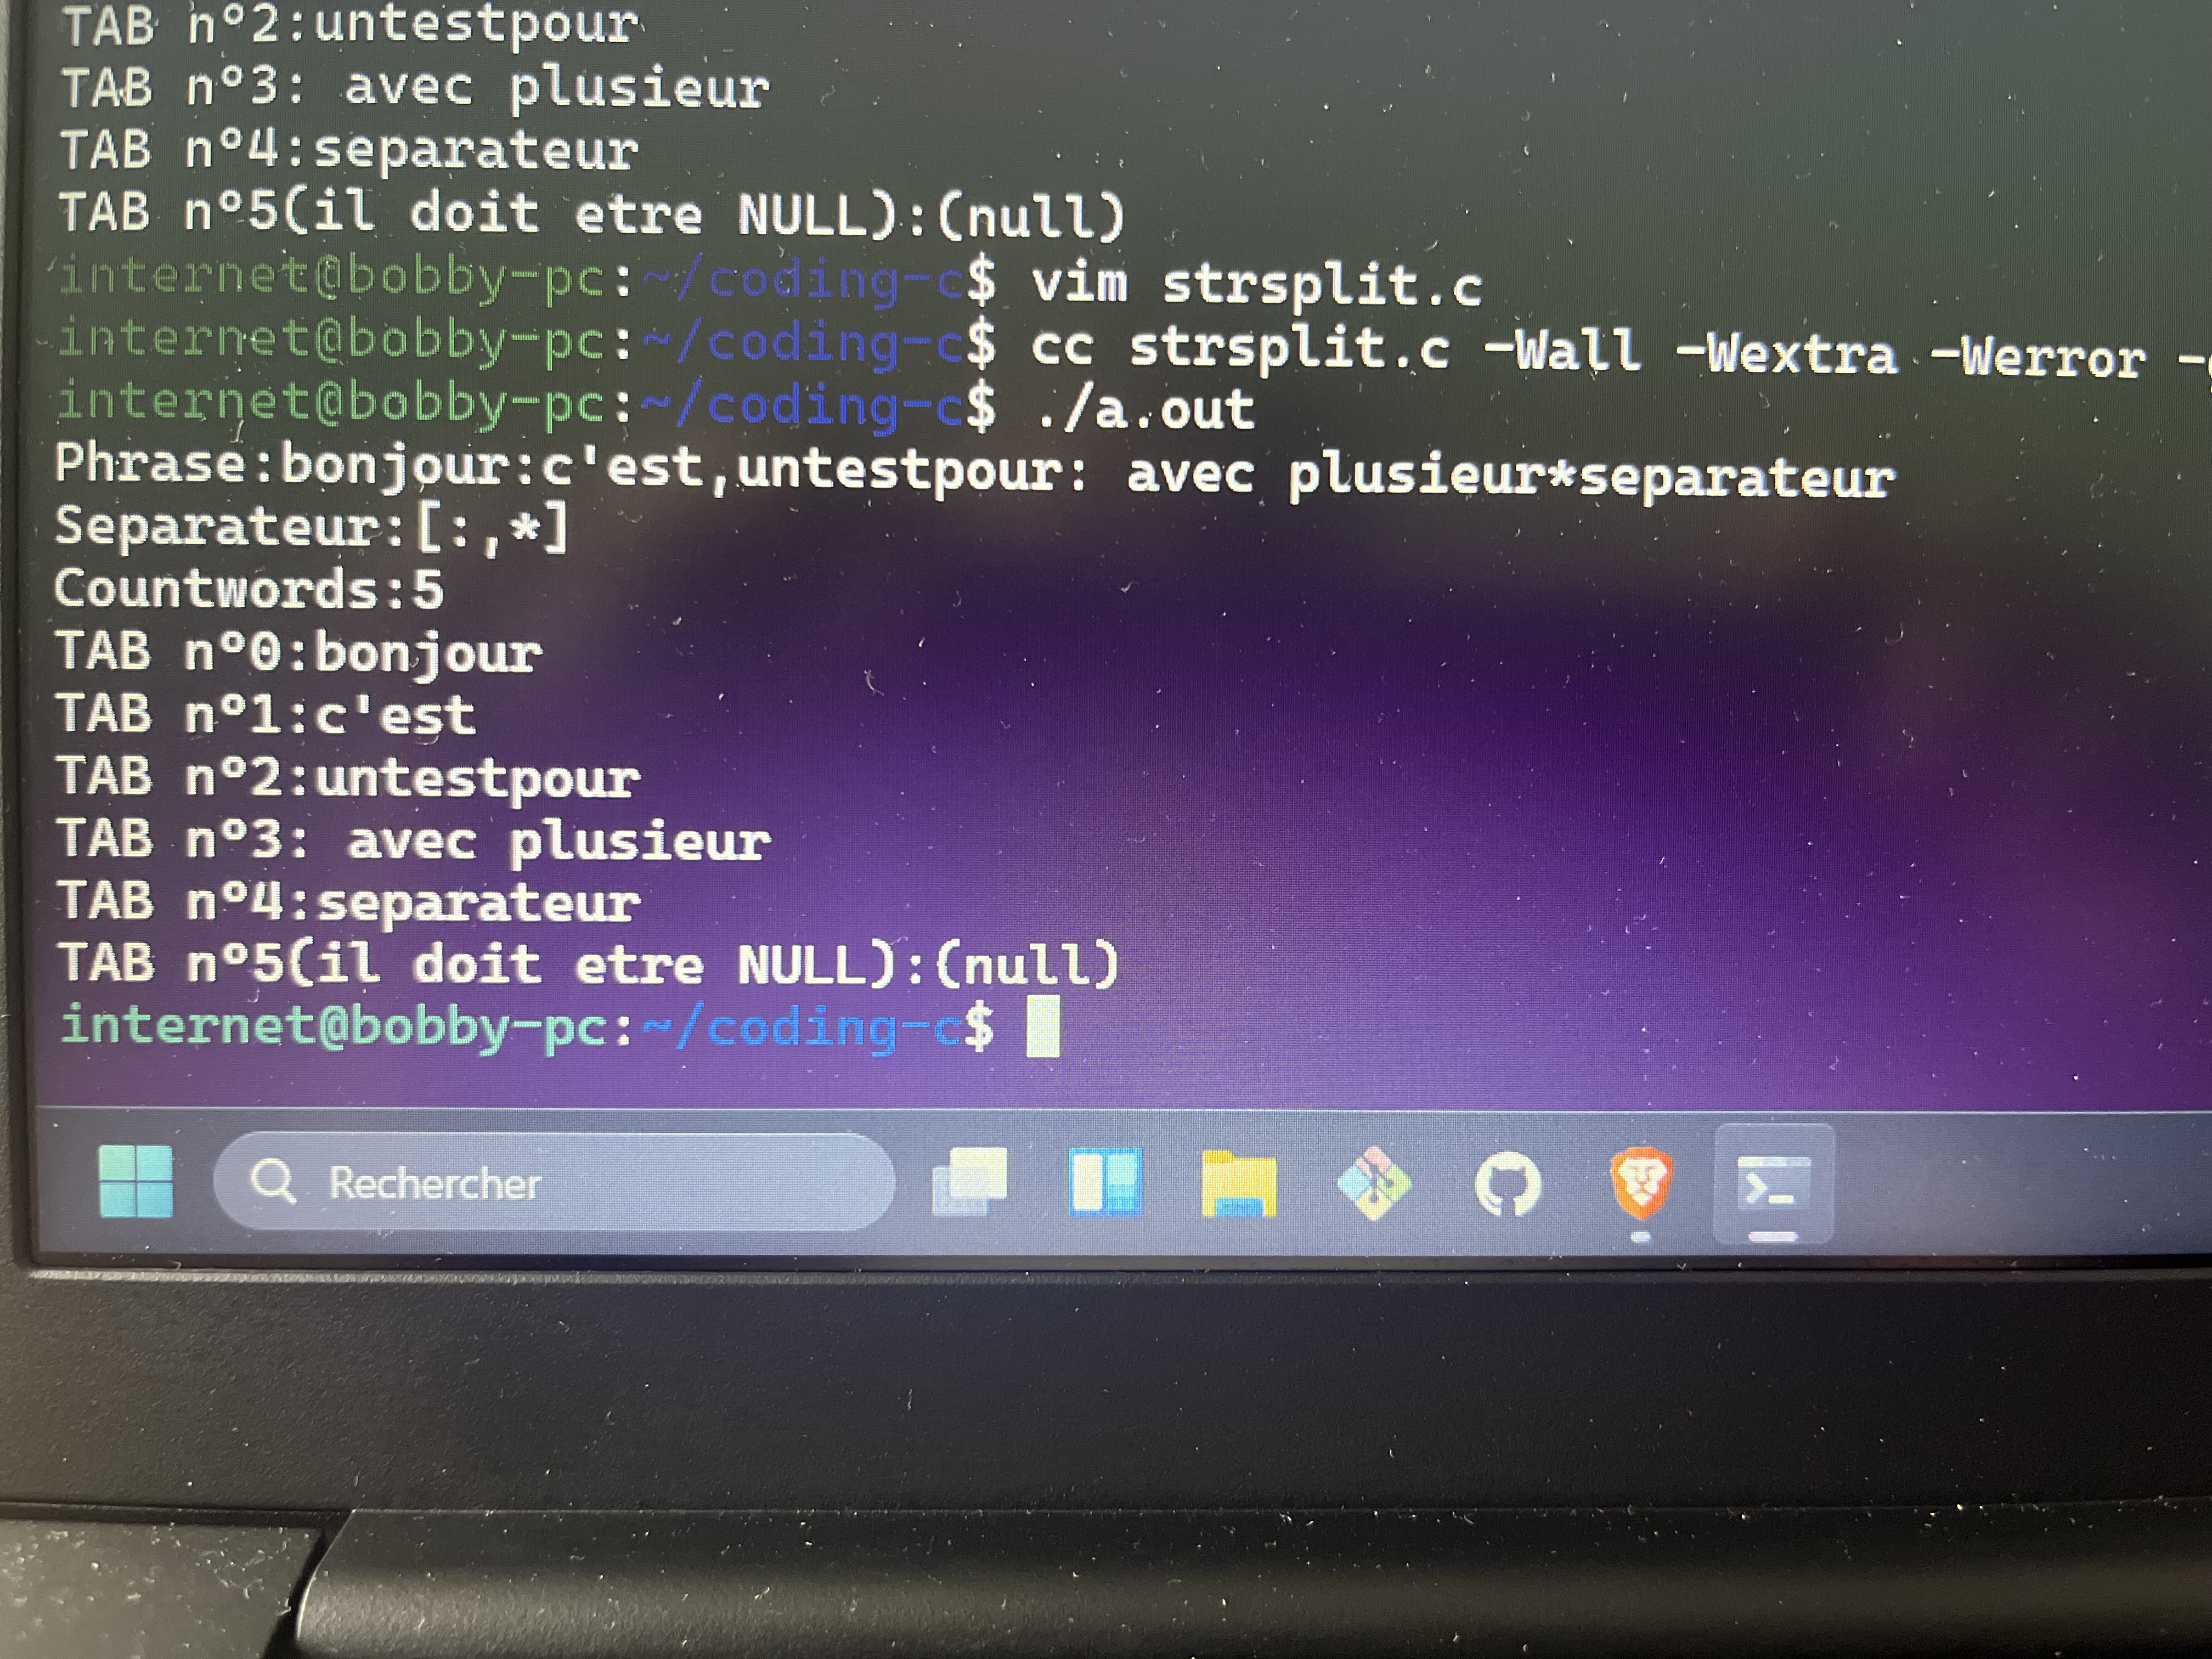 TAB n°2:untestpour
TAB n°3: avec plusieur
TAB n°4:separateur
TAB n°5(il doit etre NULL):(null)
internet@bobby-pc:~/coding-c$ vim strsplit.c
internet@bobby-pc:~/coding-c$ cc strsplit.c -Wall -Wextra -Werror -
internet@bobby-pc:~/coding-c$ ./a.out
Phrase:bonjour:c'est,untestpour: avec plusieur*separateur
Separateur:[:,*]
Countwords:5
TAB n°0:bonjour
TAB n°1:c'est
TAB n°2:untestpour
TAB n°3: avec plusieur
TAB n°4:separateur
TAB n°5(il doit etre NULL):(null)
internet@bobby-pc:~/coding-c$
Rechercher